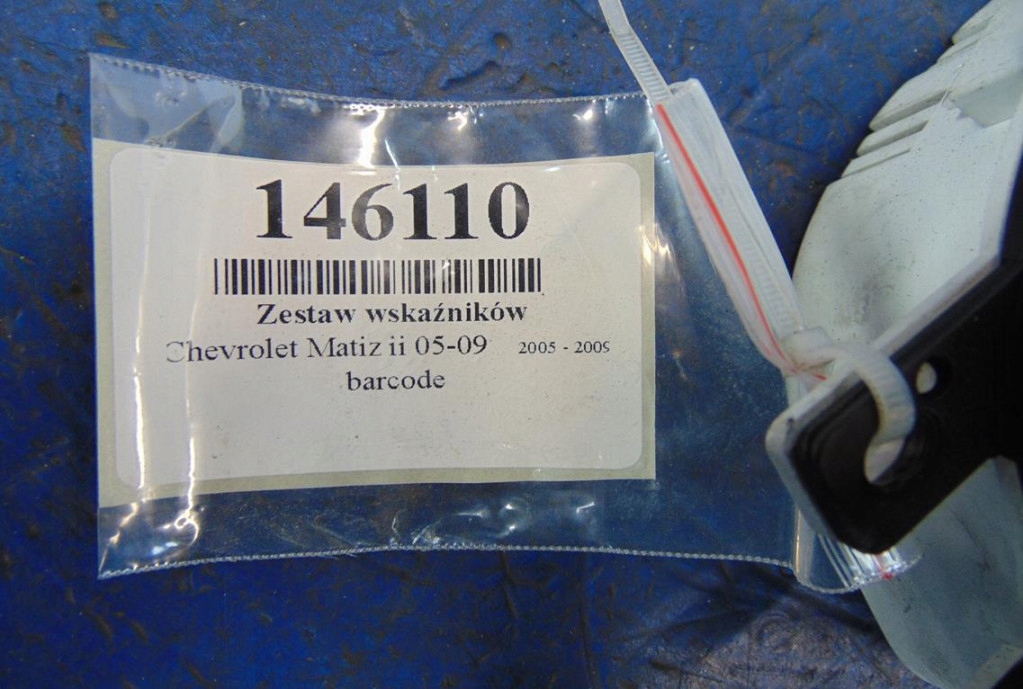 146110
Zestaw wskaźników
Chevrolet Matiz ii 05-09 2005 - 2009
barcode